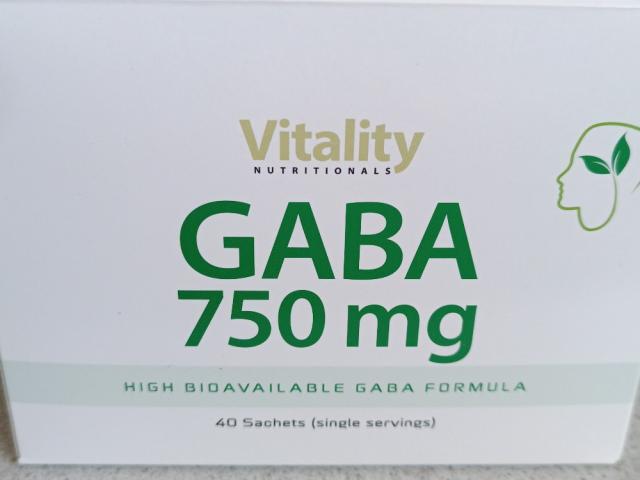 Vitality
NUTRITIONALS
GABA
750 mg
HIGH BIOAVAILABLE GABA FORMULA
40 Sachets (single servings)